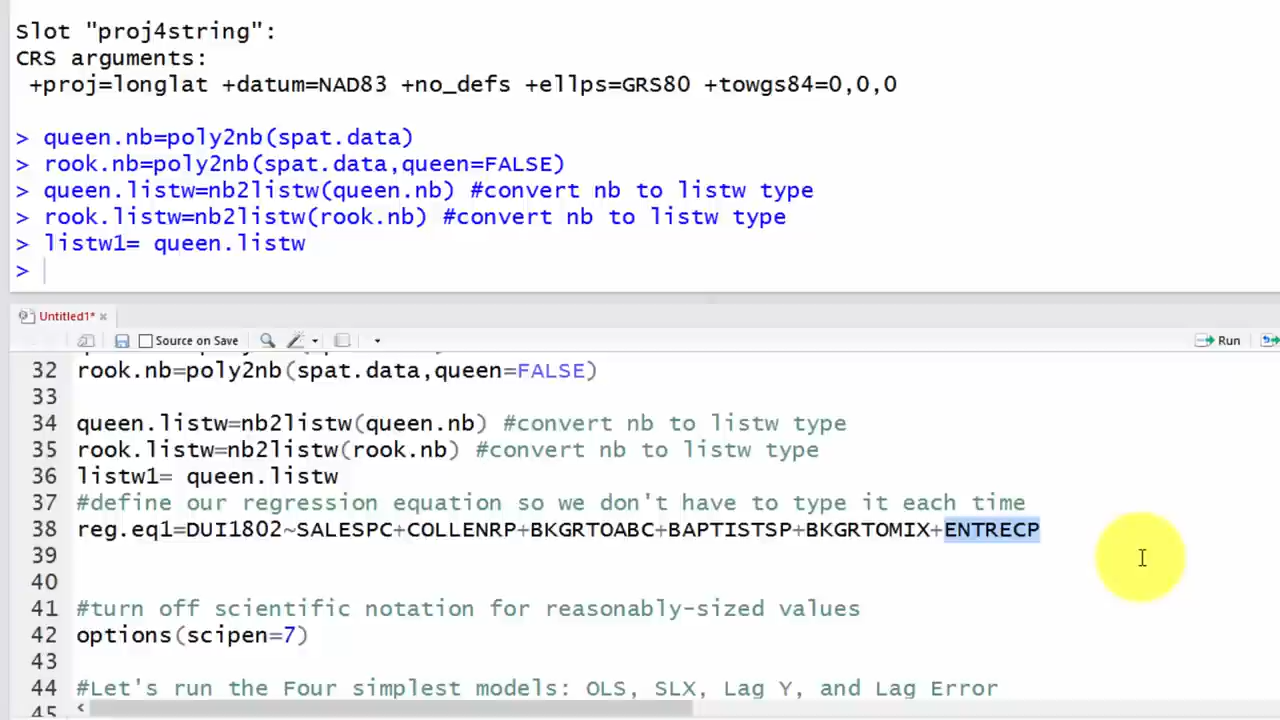 Slot "proj4string":
CRS arguments:
+proj=longlat +datum=NAD83 +no_defs +ellps=GRS80 +towgs84=0,0,0
> queen.nb=poly2nb(spat.data)
> rook.nb=poly2nb(spat.data,queen=FALSE)
> queen.listw=nb2listw(queen.nb) #convert nb to listw type
> rook.listw=nb2listw(rook.nb) #convert nb to listw type
> listw1= queen.listw
>
Untitled1*
Source on Save
Run
32 rook.nb=poly2nb(spat.data,queen=FALSE)
33
34 queen.listw=nb2listw(queen.nb) #convert nb to listw type
35 rook.listw=nb2listw(rook.nb) #convert nb to listw type
36 listw1= queen.listw
37 #define our regression equation so we don't have to type it each time
38 reg.eq1=DUI1802~SALESPC+COLLENRP+BKGRTOABC+BAPTISTSP+BKGRTOMIX+ENTRECP
39
40
41 #turn off scientific notation for reasonably-sized values
42 options(scipen=7)
43
44 #Let's run the Four simplest models: OLS, SLX, Lag Y, and Lag Error
45